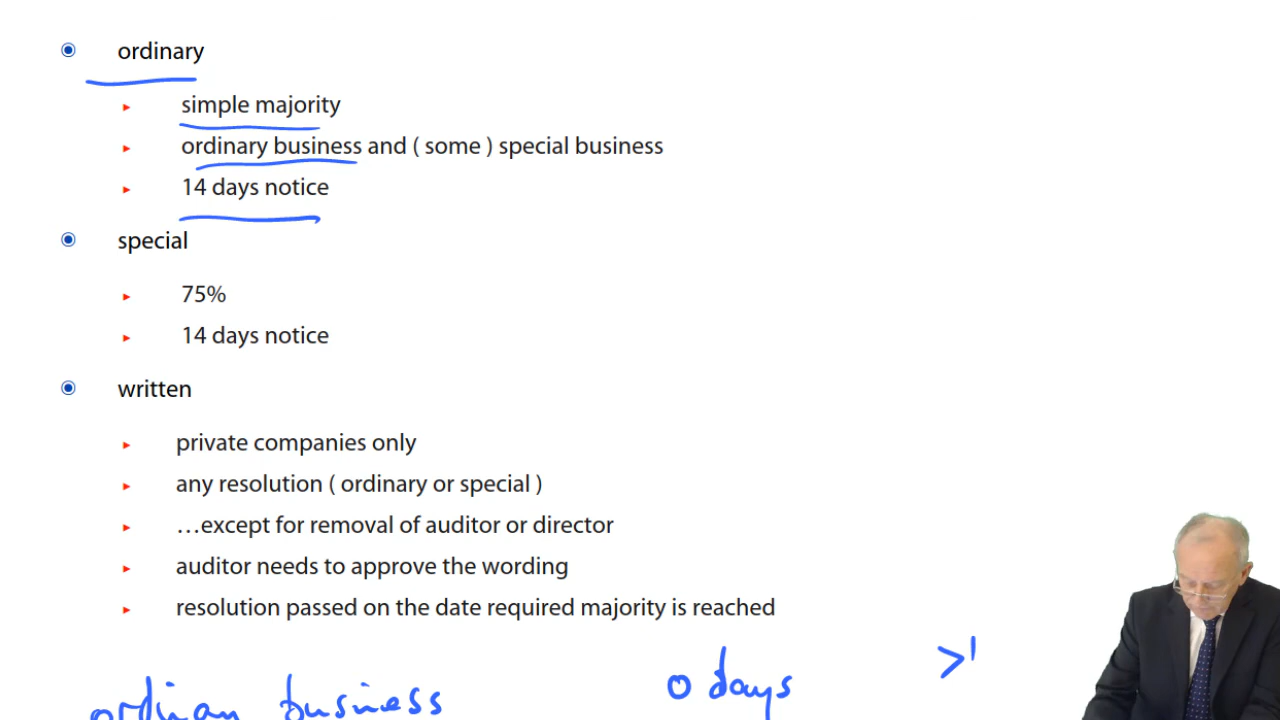 ordinary
simple majority
ordinary business and ( some ) special business
14 days notice
special
75%
14 days notice
written
private companies only
any resolution ( ordinary or special )
…except for removal of auditor or director
auditor needs to approve the wording
resolution passed on the date required majority is reached
business 0 days >